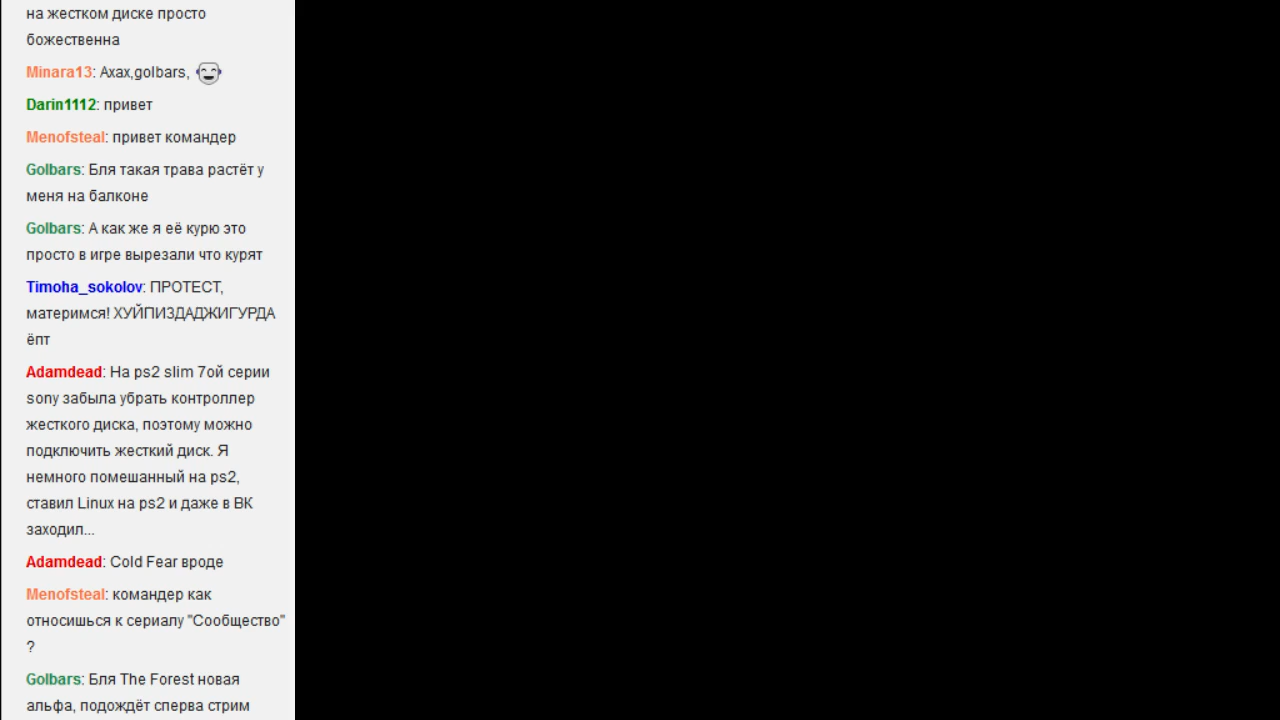 на жестком диске просто
божественна
Minara13: Ахах,golbars,
Darin1112: привет
Menofsteal: привет командер
Golbars: Бля такая трава растёт у
меня на балконе
Golbars: А как же я её курю это
просто в игре вырезали что курят
Timoha_sokolov: ПРОТЕСТ,
материмся! ХУЙПИЗДАДЖИГУРДА
ёпт
Adamdead: На ps2 slim 7ой серии
sony забыла убрать контроллер
жесткого диска, поэтому можно
подключить жесткий диск. Я
немного помешанный на ps2,
ставил Linux на ps2 и даже в ВК
заходил...
Adamdead: Cold Fear вроде
Menofsteal: командер как
относишься к сериалу "Сообщество"
?
Golbars: Бля The Forest новая
альфа, подождёт сперва стрим